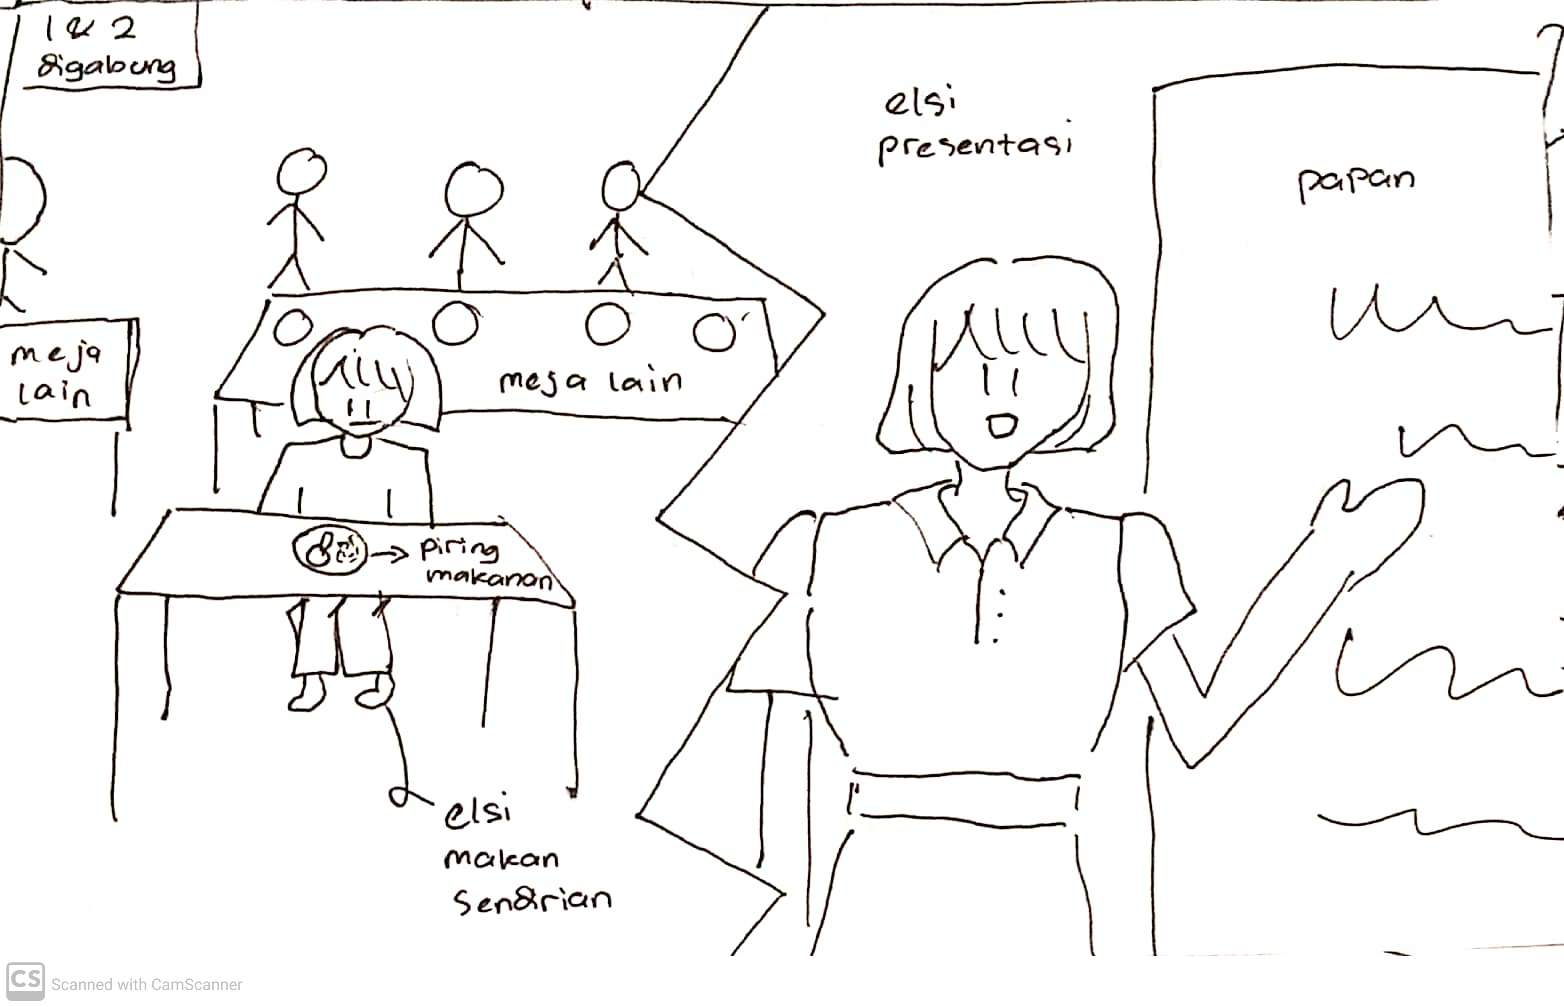 1 & 2
digabung
elsi
presentasi
papan
meja
lain
meja lain
piring
makanan
elsi
makan
sendirian
CS Scanned with CamScanner